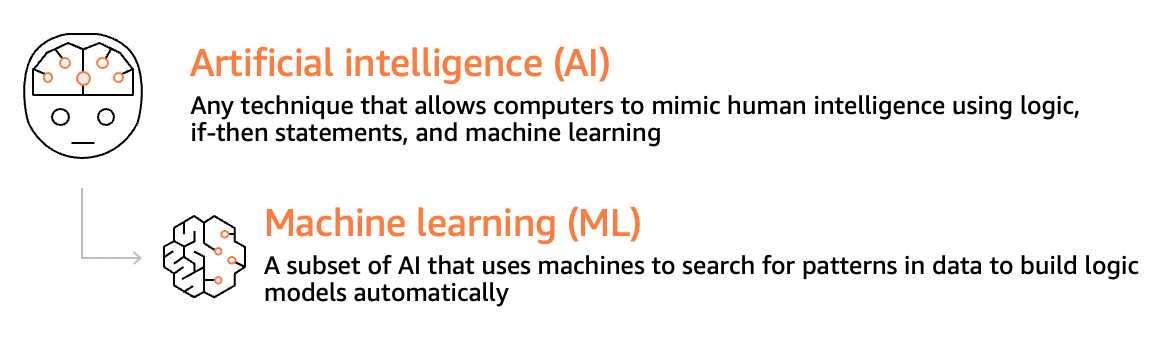 Artificial intelligence (AI)
Any technique that allows computers to mimic human intelligence using logic,
if-then statements, and machine learning
Machine learning (ML)
A subset of AI that uses machines to search for patterns in data to build logic
models automatically